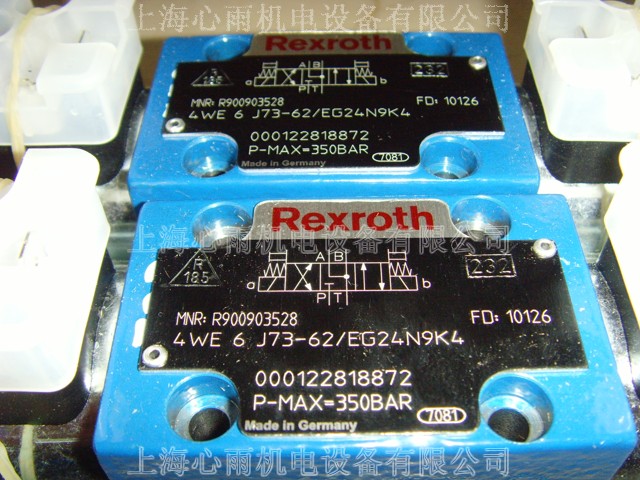 上海心雨机电设备有限公司
Rexroth
A B
a b
P T
232
MNR: R900903528
FD: 10126
4WE 6 J73-62/EG24N9K4
000122818872
P-MAX=350BAR
7081
Made in Germany
上海心雨机电设备有限公司
Rexroth
F
18.5
A B
a b
P T
232
MNR: R900903528
FD: 10126
4WE 6 J73-62/EG24N9K4
000122818872
P-MAX=350BAR
7081
Made in Germany
上海心雨机电设备有限公司